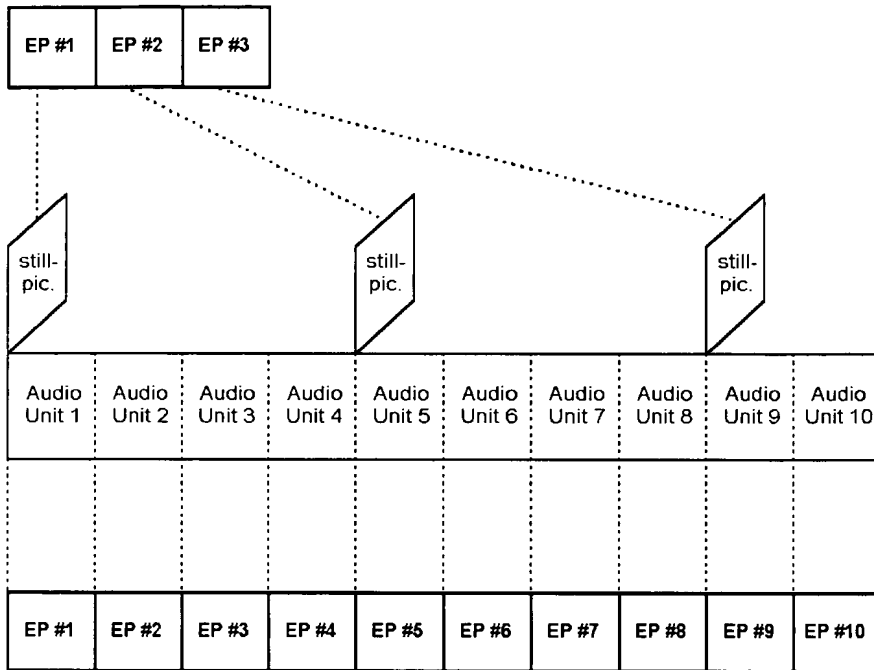 EP #1 EP #2 EP #3
still-
pic.
still-
pic.
still-
pic.
Audio
Unit 1
Audio
Unit 2
Audio
Unit 3
Audio
Unit 4
Audio
Unit 5
Audio
Unit 6
Audio
Unit 7
Audio
Unit 8
Audio
Unit 9
Audio
Unit 10
EP #1 EP #2 EP #3 EP #4 EP #5 EP #6 EP #7 EP #8 EP #9 EP #10